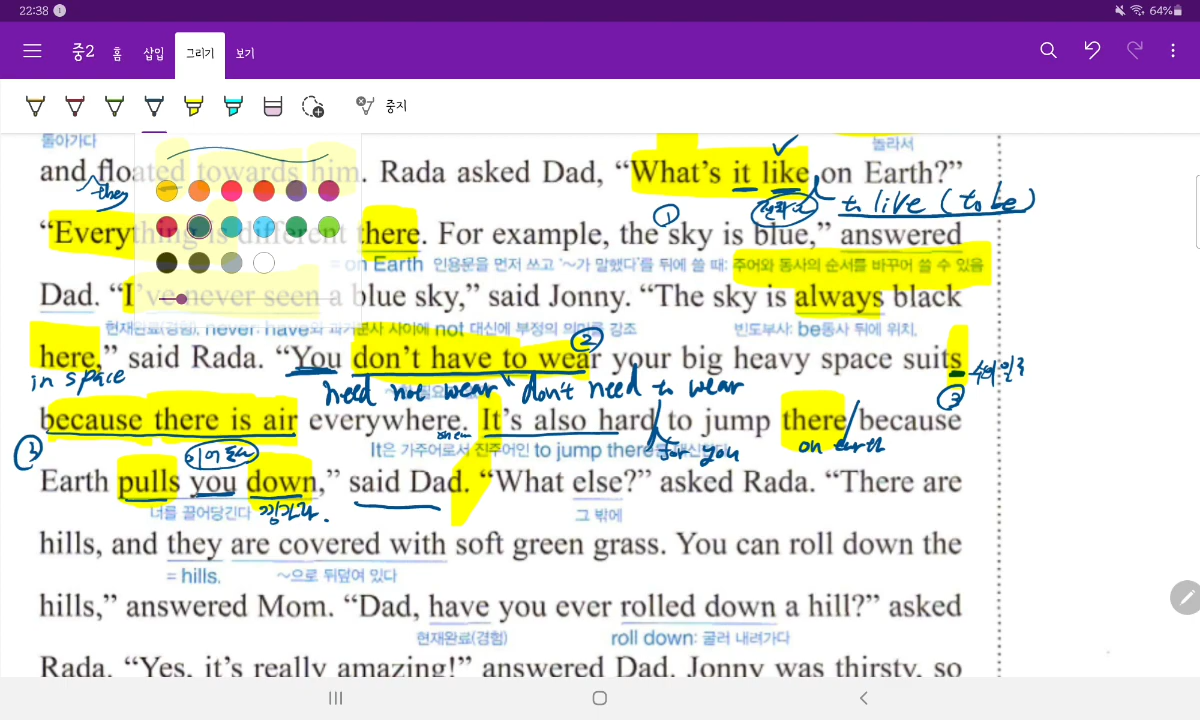 22:38
64%
중2 홈 삽입 그리기 보기
중지
돌아가다 놀라서
and floated towards him. Rada asked Dad, “What’s it like on Earth?”
they 전치사 to live (to be)
①
“Everything is different there. For example, the sky is blue,” answered
= on Earth 인용문을 먼저 쓰고 ‘~가 말했다’를 뒤에 쓸 때: 주어와 동사의 순서를 바꾸어 쓸 수 있음
Dad. “I’ve never seen a blue sky,” said Jonny. “The sky is always black
현재완료(경험), never have와 과거분사 사이에 not 대신에 부정의 의미를 강조 빈도부사: be동사 뒤에 위치.
②
here,” said Rada. “You don’t have to wear your big heavy space suits
in space need not wear don't need to wear
③
because there is air everywhere. It’s also hard to jump there because
It은 가주어로서 진주어인 to jump there를
for you on earth
③ 이어동사
Earth pulls you down,” said Dad. “What else?” asked Rada. “There are
너를 끌어당긴다 그 밖에
hills, and they are covered with soft green grass. You can roll down the
= hills. ~으로 뒤덮여 있다
hills,” answered Mom. “Dad, have you ever rolled down a hill?” asked
현재완료(경험) roll down: 굴러 내려가다
Rada. “Yes, it’s really amazing!” answered Dad. Jonny was thirsty, so